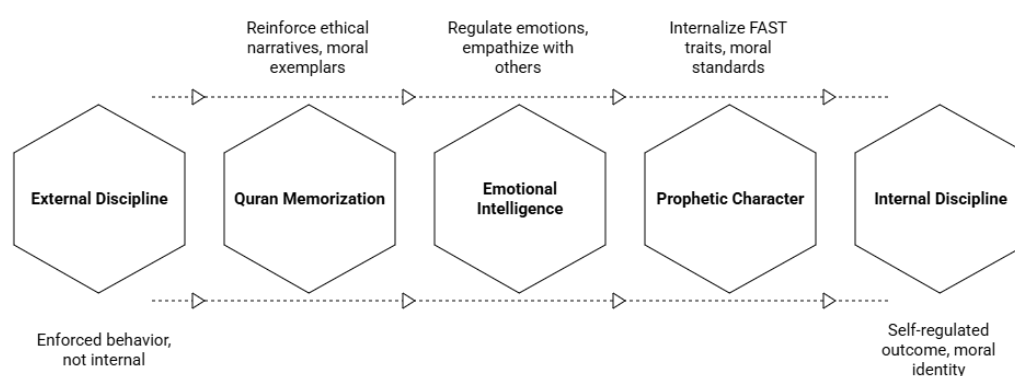 Reinforce ethical
narratives, moral
exemplars
Regulate emotions,
empathize with
others
Internalize FAST
traits, moral
standards
External Discipline
Quran Memorization
Emotional
Intelligence
Prophetic Character
Internal Discipline
Enforced behavior,
not internal
Self-regulated
outcome, moral
identity